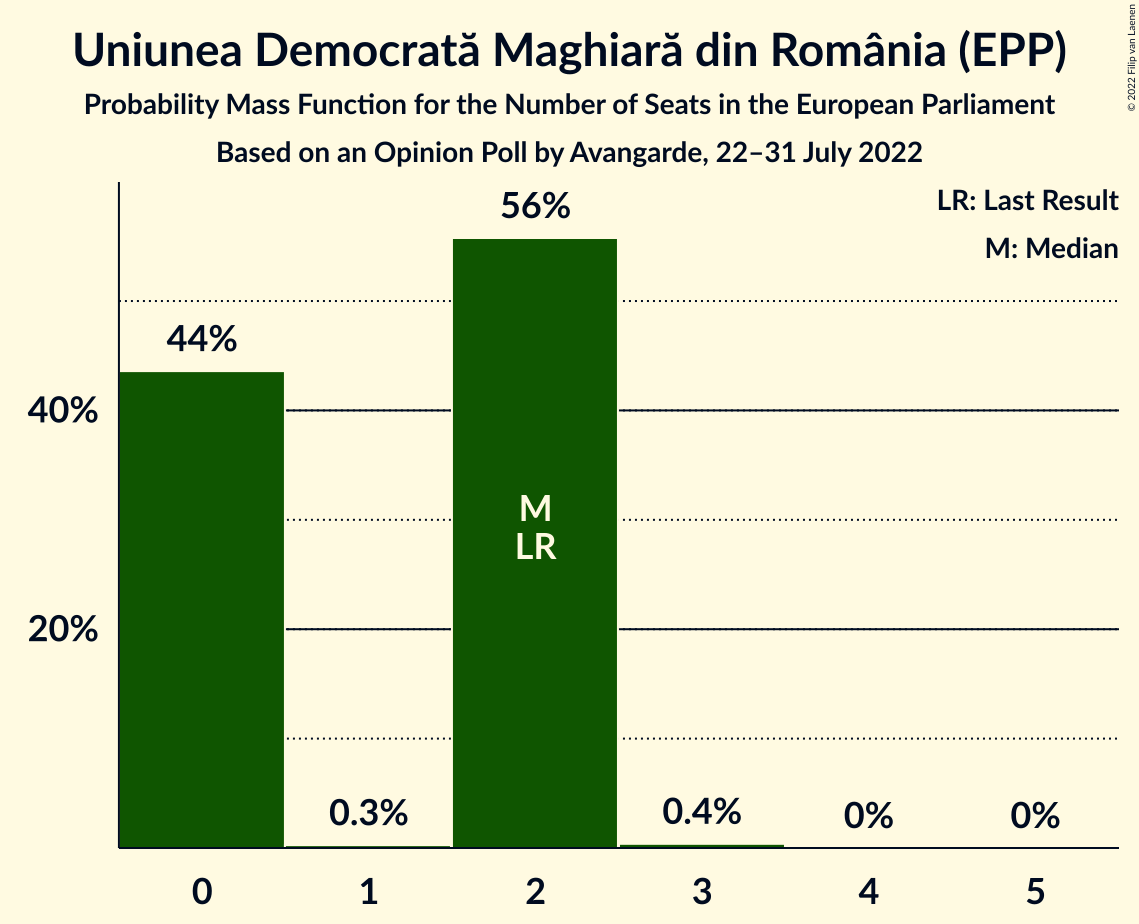 Uniunea Democrată Maghiară din România (EPP)
Probability Mass Function for the Number of Seats in the European Parliament
Based on an Opinion Poll by Avangarde, 22–31 July 2022
© 2022 Filip van Laenen
LR: Last Result
M: Median
56%
44%
40%
M
LR
20%
0.3%
0.4%
0%
0%
0
1
2
3
4
5